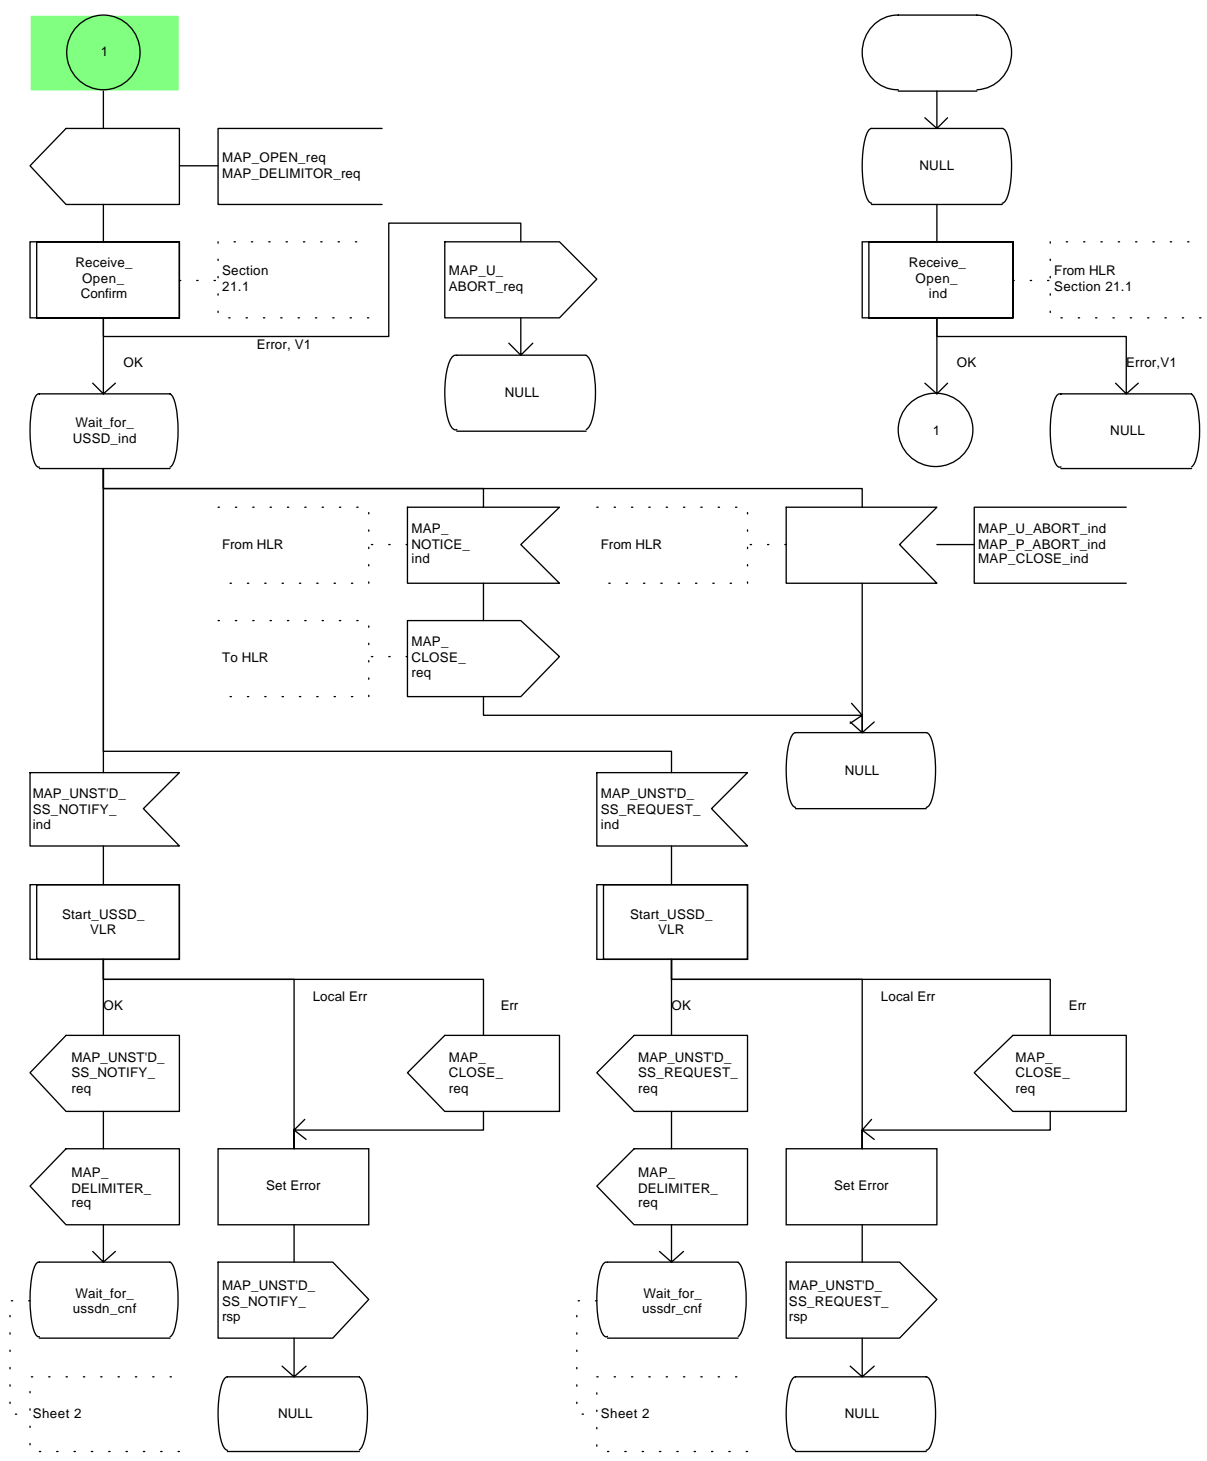 1
MAP_OPEN_req
MAP_DELIMITOR_req
NULL
Receive_
Open_
Confirm
Section
21.1
MAP_U_
ABORT_req
Receive_
Open_
ind
From HLR
Section 21.1
Error, V1
OK
OK
Error,V1
NULL
Wait_for_
USSD_ind
1
NULL
From HLR
MAP_
NOTICE_
ind
From HLR
MAP_U_ABORT_ind
MAP_P_ABORT_ind
MAP_CLOSE_ind
To HLR
MAP_
CLOSE_
req
NULL
MAP_UNST'D_
SS_NOTIFY_
ind
MAP_UNST'D_
SS_REQUEST_
ind
Start_USSD_
VLR
Start_USSD_
VLR
OK
Local Err
Err
OK
Local Err
Err
MAP_UNST'D_
SS_NOTIFY_
req
MAP_
CLOSE_
req
MAP_UNST'D_
SS_REQUEST_
req
MAP_
CLOSE_
req
MAP_
DELIMITER_
req
Set Error
MAP_
DELIMITER_
req
Set Error
Wait_for_
ussdn_cnf
MAP_UNST'D_
SS_NOTIFY_
rsp
Wait_for_
ussdr_cnf
MAP_UNST'D_
SS_REQUEST_
rsp
Sheet 2
NULL
Sheet 2
NULL